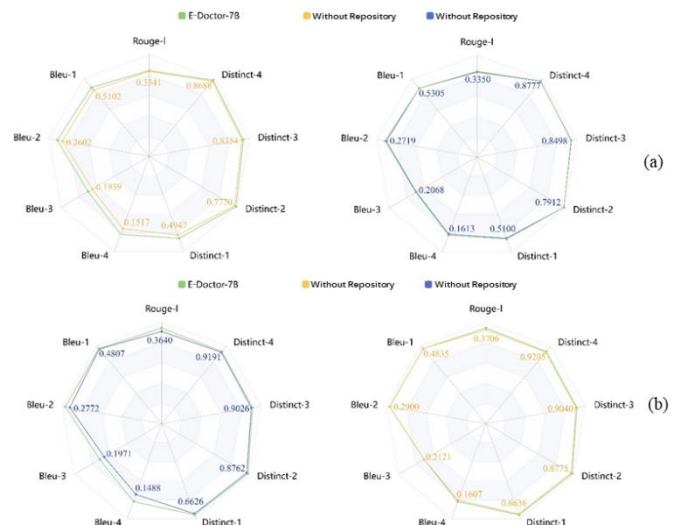 E-Doctor-7B Without Repository Without Repository
Rouge-l
Bleu-1
Distinct-4
0.3341
0.8688
0.5102
Bleu-2
0.2602
0.8354
Distinct-3
0.1939
Bleu-3
0.7770
Distinct-2
0.1517
0.4947
Bleu-4
Distinct-1
Rouge-l
Bleu-1
Distinct-4
0.3350
0.8777
0.5305
Bleu-2
0.2719
0.8498
Distinct-3
0.2068
Bleu-3
0.7912
Distinct-2
0.1613
0.5100
Bleu-4
Distinct-1
(a)
E-Doctor-7B Without Repository Without Repository
Rouge-l
Bleu-1
Distinct-4
0.3640
0.9191
0.4807
Bleu-2
0.2772
0.9026
Distinct-3
0.1971
Bleu-3
0.8762
Distinct-2
0.1488
0.6626
Bleu-4
Distinct-1
Rouge-l
Bleu-1
Distinct-4
0.3706
0.9205
0.4835
Bleu-2
0.2900
0.9040
Distinct-3
0.2121
Bleu-3
0.8775
Distinct-2
0.1607
0.6636
Bleu-4
Distinct-1
(b)